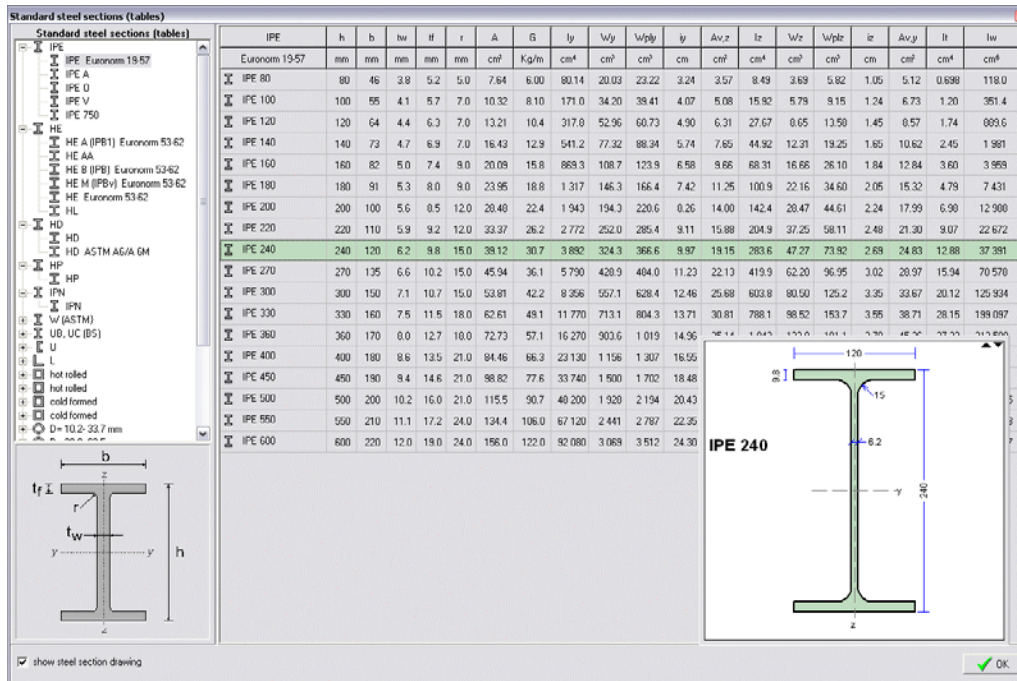 Standard steel sections (tables)
Standard steel sections (tables)
IPE
IPE Euronorm 19-57
IPE A
IPE O
IPE V
IPE 750
HE
HE A (IPB1) Euronorm 53-62
HE AA
HE B (IPB) Euronorm 53-62
HE M (IPBv) Euronorm 53-62
HE Euronorm 53-62
HL
HD
HD
HD ASTM A6/A 6M
HP
HP
IPN
IPN
W (ASTM)
UB, UC (BS)
U
L
hot rolled
hot rolled
cold formed
cold formed
D= 10.2- 33.7 mm
IPE h b tw tf r A G Iy Wy Wply iy Av,z Iz Wz Wplz iz Av,y It Iw
Euronorm 19-57 mm mm mm mm mm cm² Kg/m cm⁴ cm³ cm³ cm cm² cm⁴ cm³ cm³ cm cm² cm⁴ cm⁶
IPE 80 80 46 3.8 5.2 5.0 7.64 6.00 80.14 20.03 23.22 3.24 3.57 8.49 3.69 5.82 1.05 5.12 0.698 118.0
IPE 100 100 55 4.1 5.7 7.0 10.32 8.10 171.0 34.20 39.41 4.07 5.08 15.92 5.79 9.15 1.24 6.73 1.20 351.4
IPE 120 120 64 4.4 6.3 7.0 13.21 10.4 317.8 52.96 60.73 4.90 6.31 27.67 8.65 13.58 1.45 8.57 1.74 889.6
IPE 140 140 73 4.7 6.9 7.0 16.43 12.9 541.2 77.32 88.34 5.74 7.65 44.92 12.31 19.25 1.65 10.62 2.45 1 981
IPE 160 160 82 5.0 7.4 9.0 20.09 15.8 869.3 108.7 123.9 6.58 9.66 68.31 16.66 26.10 1.84 12.84 3.60 3 959
IPE 180 180 91 5.3 8.0 9.0 23.95 18.8 1 317 146.3 166.4 7.42 11.25 100.9 22.16 34.60 2.05 15.32 4.79 7 431
IPE 200 200 100 5.6 8.5 12.0 28.48 22.4 1 943 194.3 220.6 8.26 14.00 142.4 28.47 44.61 2.24 17.99 6.98 12 988
IPE 220 220 110 5.9 9.2 12.0 33.37 26.2 2 772 252.0 285.4 9.11 15.88 204.9 37.25 58.11 2.48 21.30 9.07 22 672
IPE 240 240 120 6.2 9.8 15.0 39.12 30.7 3 892 324.3 366.6 9.97 19.15 283.6 47.27 73.92 2.69 24.83 12.88 37 391
IPE 270 270 135 6.6 10.2 15.0 45.94 36.1 5 790 428.9 484.0 11.23 22.13 419.9 62.20 96.95 3.02 28.97 15.94 70 578
IPE 300 300 150 7.1 10.7 15.0 53.81 42.2 8 356 557.1 628.4 12.46 25.68 603.8 80.50 125.2 3.35 33.67 20.12 125 934
IPE 330 330 160 7.5 11.5 18.0 62.61 49.1 11 770 713.1 804.3 13.71 30.81 788.1 98.52 153.7 3.55 38.71 28.15 199 097
IPE 360 360 170 8.0 12.7 18.0 72.73 57.1 16 270 903.6 1 019 14.96
IPE 400 400 180 8.6 13.5 21.0 84.46 66.3 23 130 1 156 1 307 16.55
IPE 450 450 190 9.4 14.6 21.0 98.82 77.6 33 740 1 500 1 702 18.48
IPE 500 500 200 10.2 16.0 21.0 115.5 90.7 48 200 1 928 2 194 20.43
IPE 550 550 210 11.1 17.2 24.0 134.4 106.0 67 120 2 441 2 787 22.35
IPE 600 600 220 12.0 19.0 24.0 156.0 122.0 92 080 3 069 3 512 24.30
120
9.8
15
IPE 240
6.2
y
240
z
b
z
tf
r
tw
y y h
z
show steel section drawing
OK